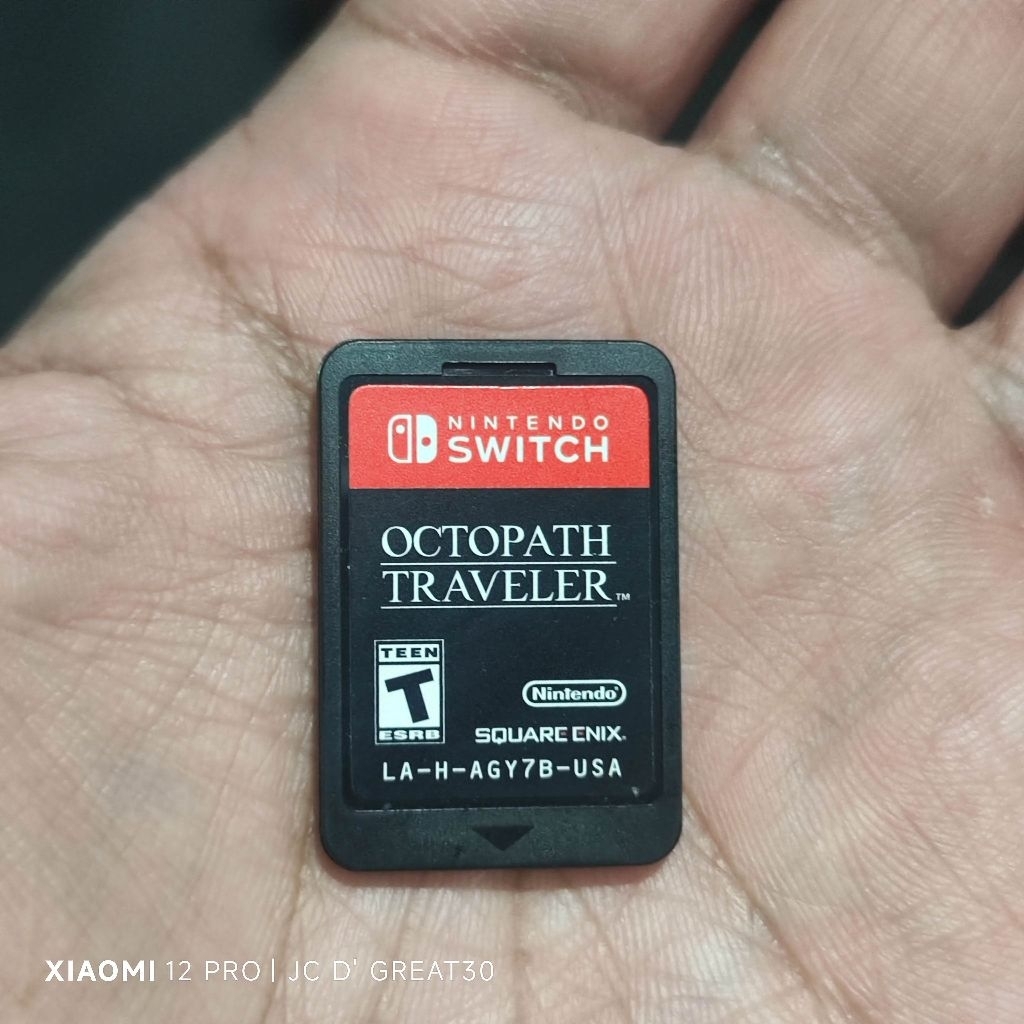 NINTENDO
SWITCH
OCTOPATH
TRAVELER™
TEEN
T
ESRB
Nintendo®
SQUARE ENIX®
LA-H-AGY7B-USA
XIAOMI 12 PRO | JC D' GREAT30